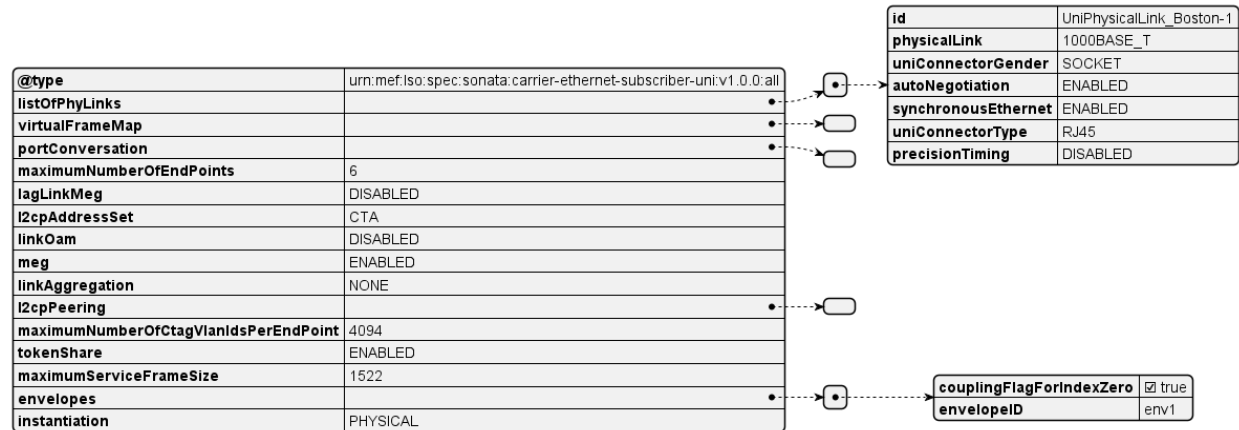 id UniPhysicalLink_Boston-1
physicalLink 1000BASE_T
uniConnectorGender SOCKET
autoNegotiation ENABLED
synchronousEthernet ENABLED
uniConnectorType RJ45
precisionTiming DISABLED
@type urn:mef:lso:spec:sonata:carrier-ethernet-subscriber-uni:v1.0.0:all
listOfPhyLinks
virtualFrameMap
portConversation
maximumNumberOfEndPoints 6
lagLinkMeg DISABLED
l2cpAddressSet CTA
linkOam DISABLED
meg ENABLED
linkAggregation NONE
l2cpPeering
maximumNumberOfCtagVlanIdsPerEndPoint 4094
tokenShare ENABLED
maximumServiceFrameSize 1522
envelopes
instantiation PHYSICAL
couplingFlagForIndexZero ☑ true
envelopeID env1